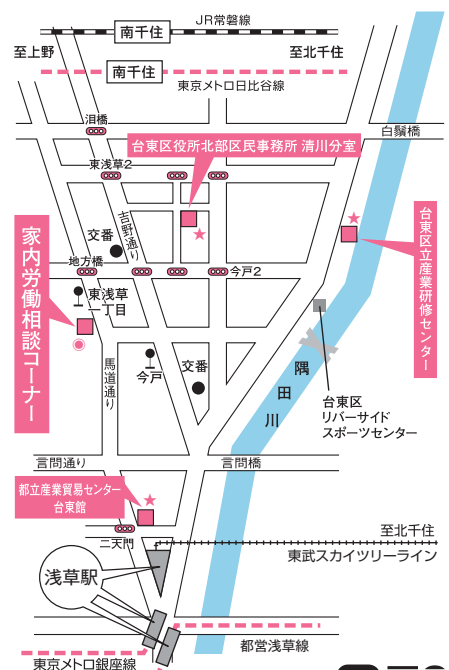 JR常磐線
南千住
至上野
至北千住
南千住
東京メトロ日比谷線
泪橋
白鬚橋
台東区役所北部区民事務所 清川分室
東浅草2
吉野通り
交番
台東区立産業研修センター
家内労働相談コーナー
地方橋
今戸2
東浅草
一丁目
馬道通り
今戸
交番
隅田川
台東区
リバーサイド
スポーツセンター
言問通り
言問橋
都立産業貿易センター
台東館
二天門
至北千住
東武スカイツリーライン
浅草駅
都営浅草線
東京メトロ銀座線